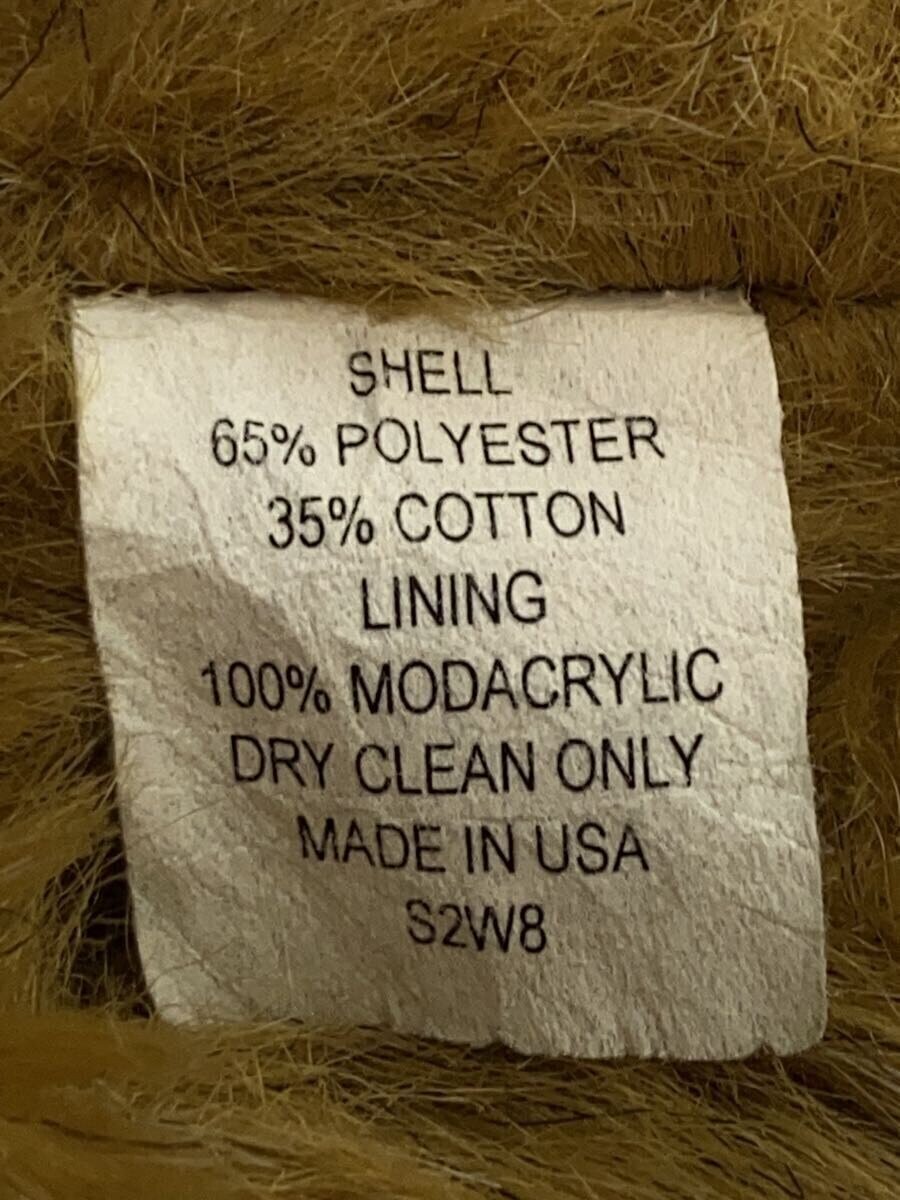 SHELL
65% POLYESTER
35% COTTON
LINING
100% MODACRYLIC
DRY CLEAN ONLY
MADE IN USA
S2W8